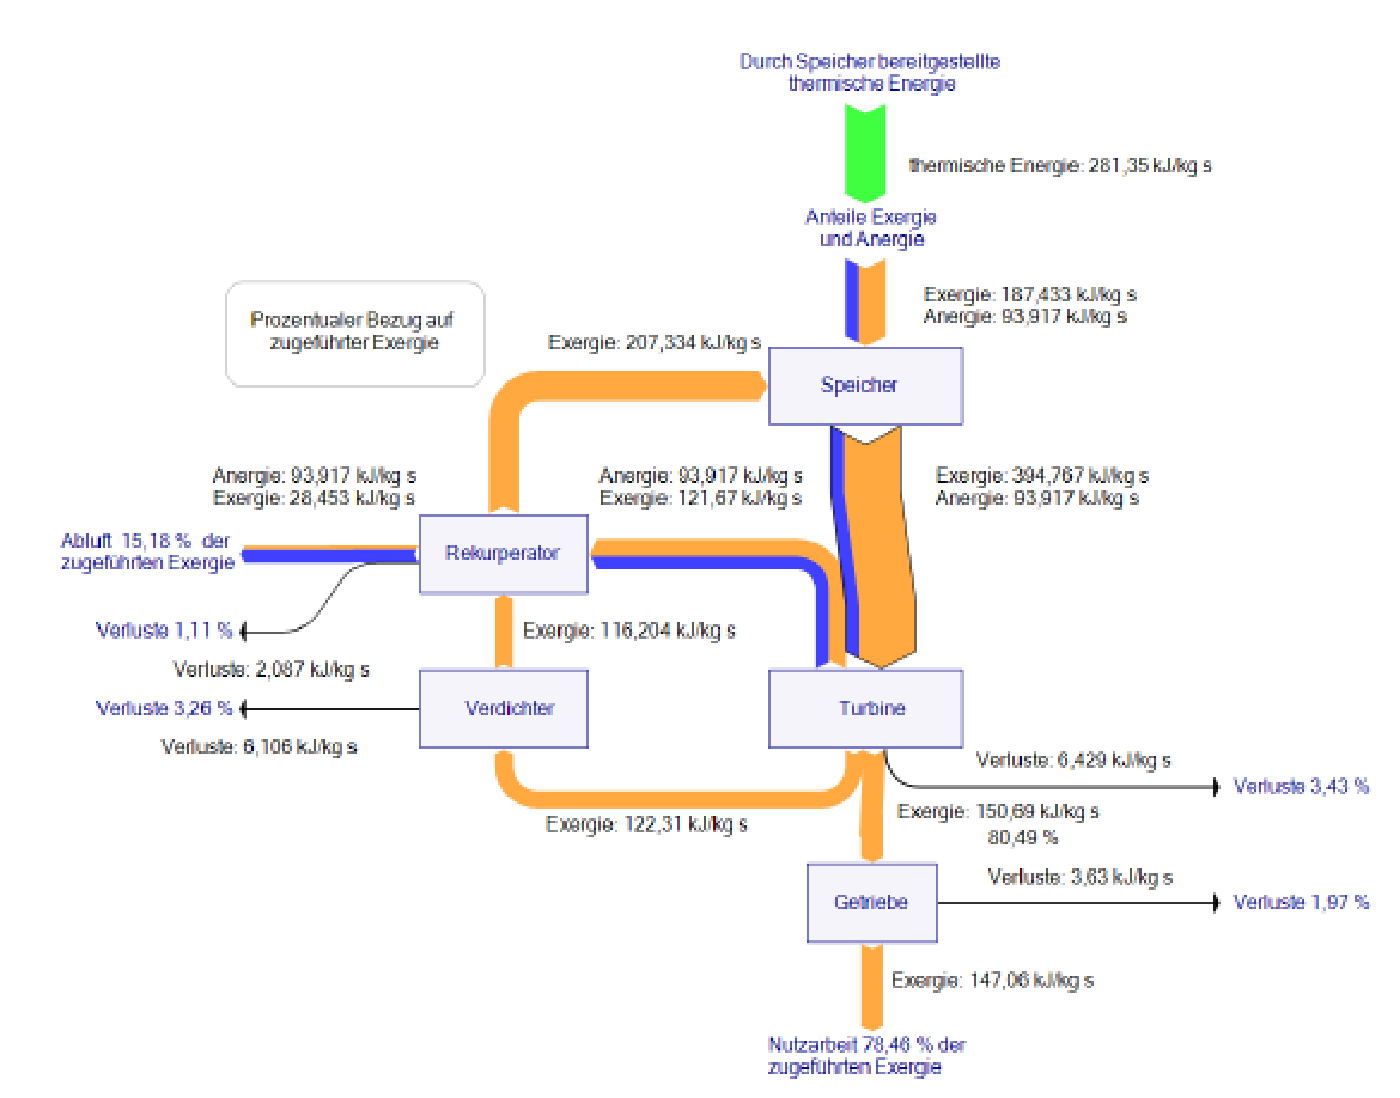 Durch Speicher bereitgestellte
thermische Energie
thermische Energie: 281,35 kJ/kg s
Anteile Exergie
und Anergie
Exergie: 187,433 kJ/kg s
Anergie: 93,917 kJ/kg s
Prozentualer Bezug auf
zugeführter Exergie
Exergie: 207,334 kJ/kg s
Speicher
Anergie: 93,917 kJ/kg s
Exergie: 28,453 kJ/kg s
Anergie: 93,917 kJ/kg s
Exergie: 121,67 kJ/kg s
Exergie: 394,767 kJ/kg s
Anergie: 93,917 kJ/kg s
Abluft 15,18 % der
zugeführten Exergie
Rekurperator
Verluste 1,11 %
Exergie: 116,204 kJ/kg s
Verluste: 2,087 kJ/kg s
Verluste 3,26 %
Verdichter
Turbine
Verluste: 6,106 kJ/kg s
Verluste: 6,429 kJ/kg s
Verluste 3,43 %
Exergie: 122,31 kJ/kg s
Exergie: 150,69 kJ/kg s
80,49 %
Verluste: 3,63 kJ/kg s
Getriebe
Verluste 1,97 %
Exergie: 147,06 kJ/kg s
Nutzarbeit 78,46 % der
zugeführten Exergie